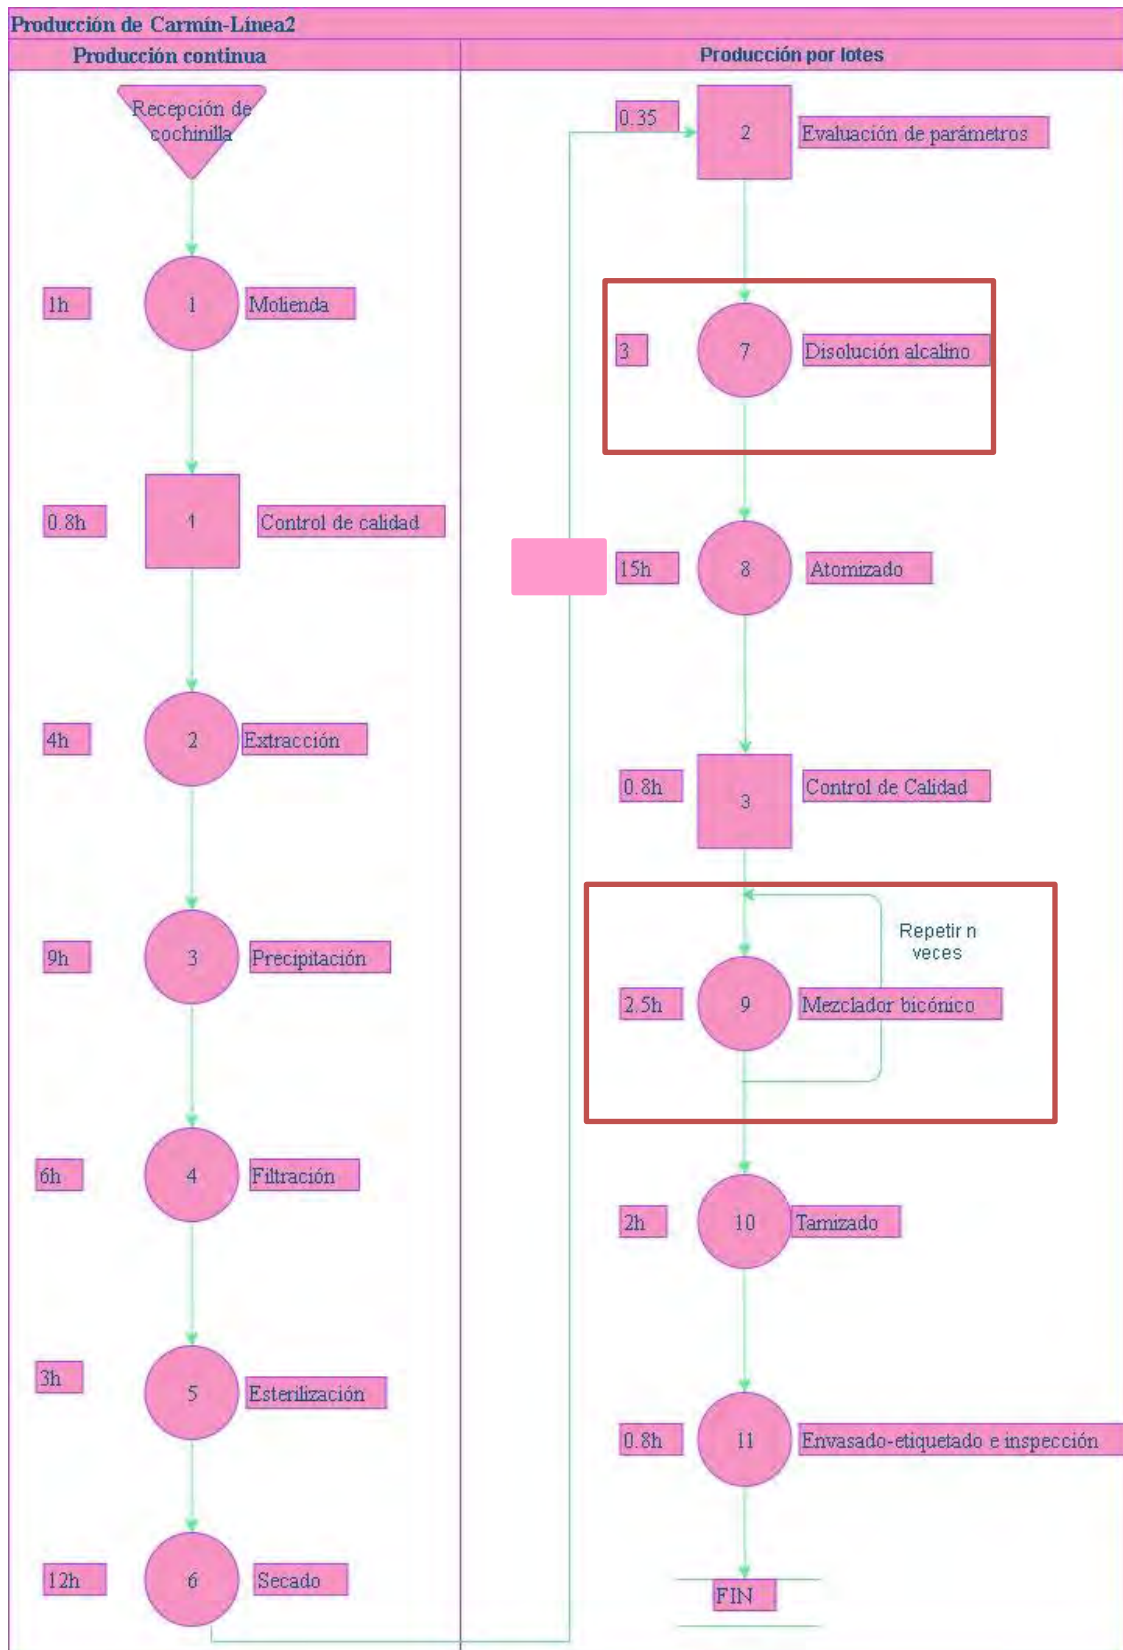 Producción de Carmín-Línea2
Producción continua
Recepción de
cochinilla
1h
1
Molienda
0.8h
1
Control de calidad
4h
2
Extracción
9h
3
Precipitación
6h
4
Filtración
3h
5
Esterilización
12h
6
Secado
Producción por lotes
0.35
2
Evaluación de parámetros
3
7
Disolución alcalino
15h
8
Atomizado
0.8h
3
Control de Calidad
Repetir n
veces
2.5h
9
Mezclador bicónico
2h
10
Tamizado
0.8h
11
Envasado-etiquetado e inspección
FIN